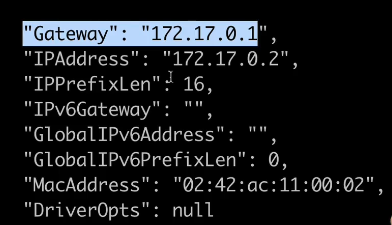 "Gateway": "172.17.0.1",
"IPAddress": "172.17.0.2",
"IPPrefixLen": 16,
"IPv6Gateway": "",
"GlobalIPv6Address": "",
"GlobalIPv6PrefixLen": 0,
"MacAddress": "02:42:ac:11:00:02",
"DriverOpts": null